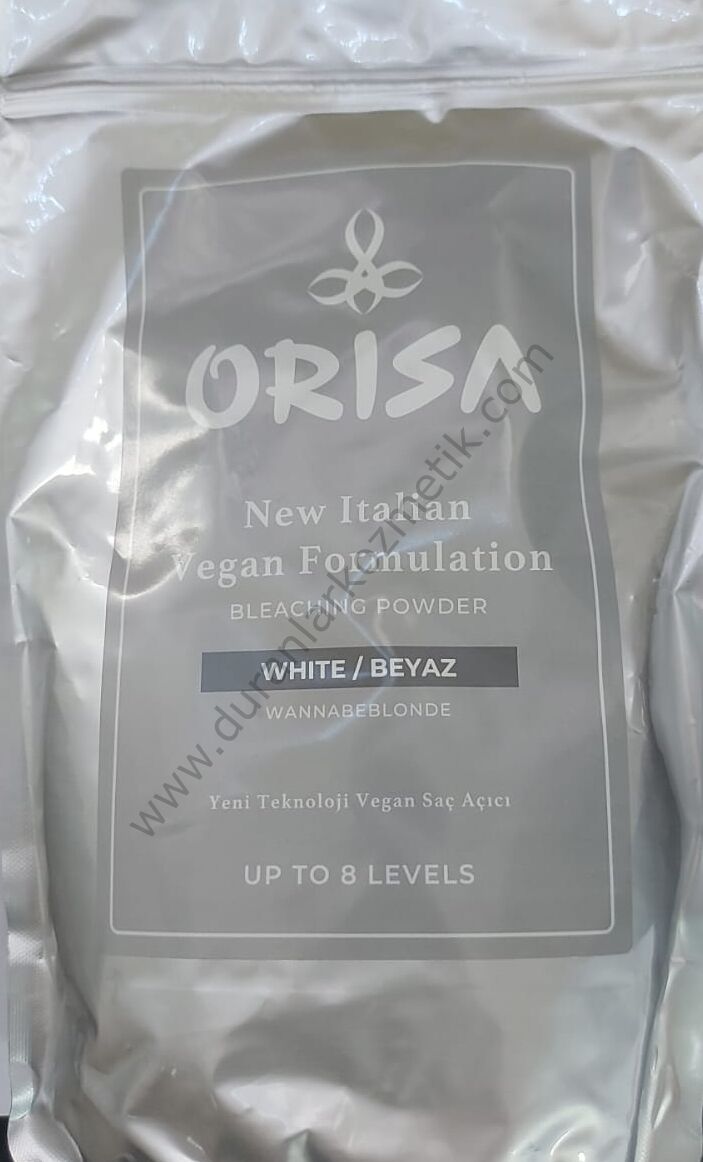 ORISA
New Italian
Vegan Formulation
BLEACHING POWDER
WHITE / BEYAZ
WANNABEBLONDE
Yeni Teknoloji Vegan Saç Açıcı
UP TO 8 LEVELS
www.durenlarkozmetik.com